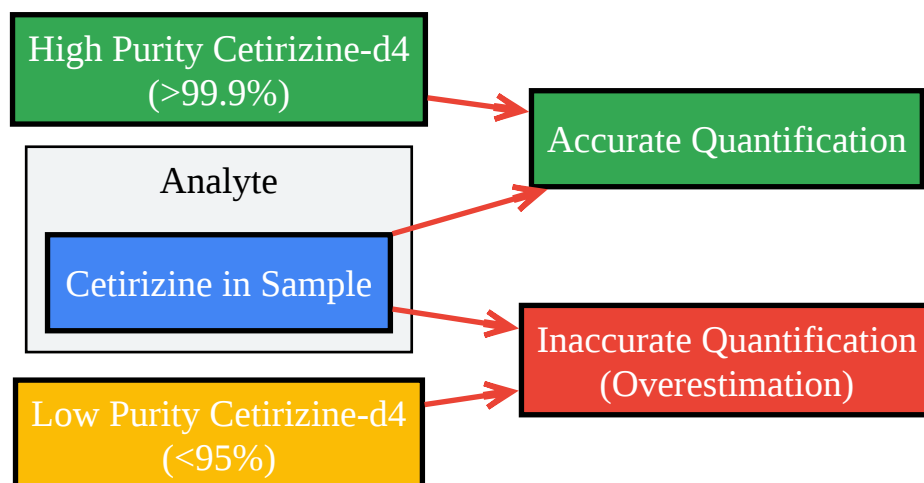 High Purity Cetirizine-d4
(>99.9%)
Accurate Quantification
Analyte
Cetirizine in Sample
Inaccurate Quantification
(Overestimation)
Low Purity Cetirizine-d4
(<95%)